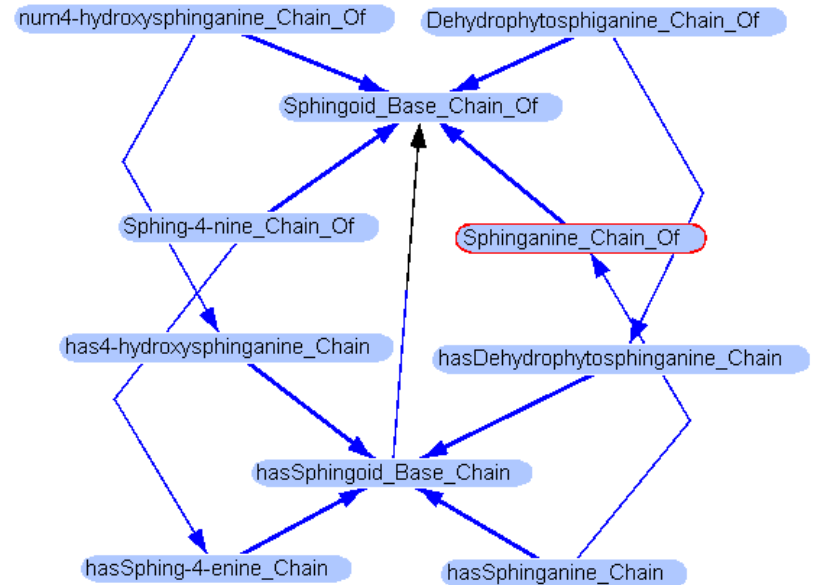 num4-hydroxysphinganine_Chain_Of
Dehydrophytosphiganine_Chain_Of
Sphingoid_Base_Chain_Of
Sphing-4-nine_Chain_Of
Sphinganine_Chain_Of
has4-hydroxysphinganine_Chain
hasDehydrophytosphinganine_Chain
hasSphingoid_Base_Chain
hasSphing-4-enine_Chain
hasSphinganine_Chain